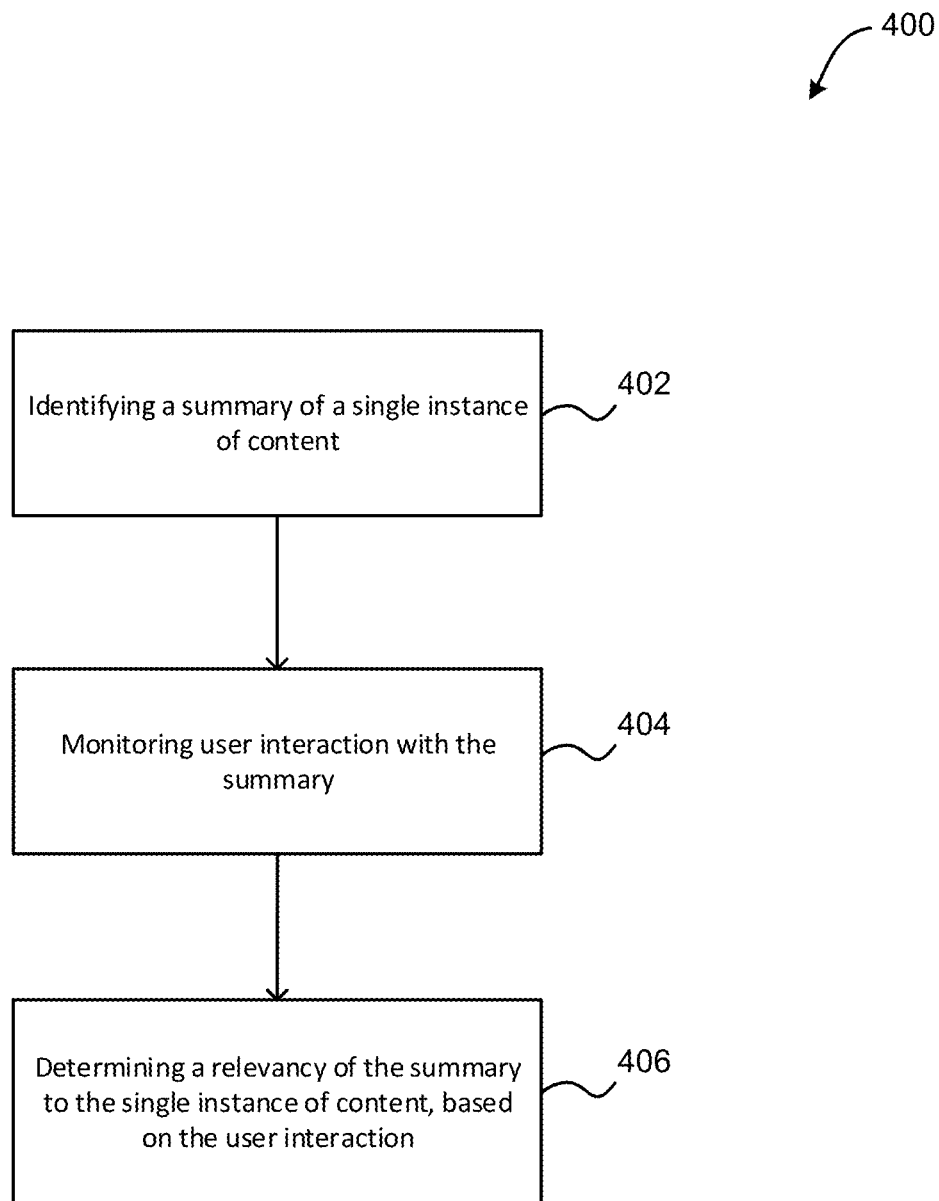 400
Identifying a summary of a single instance
of content
402
Monitoring user interaction with the
summary
404
Determining a relevancy of the summary
to the single instance of content, based
on the user interaction
406